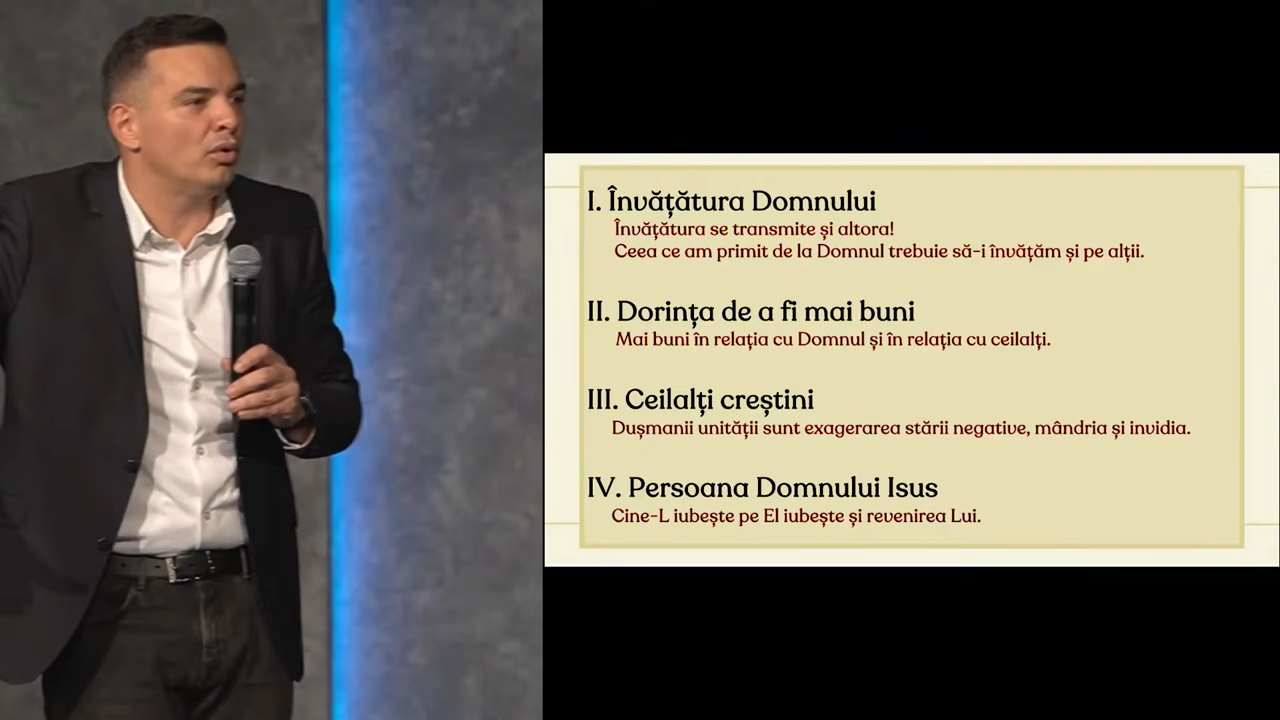 I. Învățătura Domnului
Învățătura se transmite și altora!
Ceea ce am primit de la Domnul trebuie să-i învățăm și pe alții.
II. Dorința de a fi mai buni
Mai buni în relația cu Domnul și în relația cu ceilalți.
III. Ceilalți creștini
Dușmanii unității sunt exagerarea stării negative, mândria și invidia.
IV. Persoana Domnului Isus
Cine-L iubește pe El iubește și revenirea Lui.